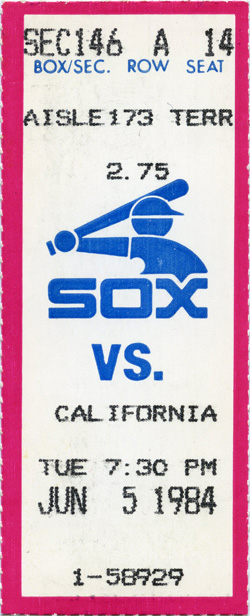 SEC146 A 14
BOX/SEC. ROW SEAT
AISLE173 TERR
2.75
SOX
VS.
CALIFORNIA
TUE 7:30 PM
JUN 5 1984
1-58929